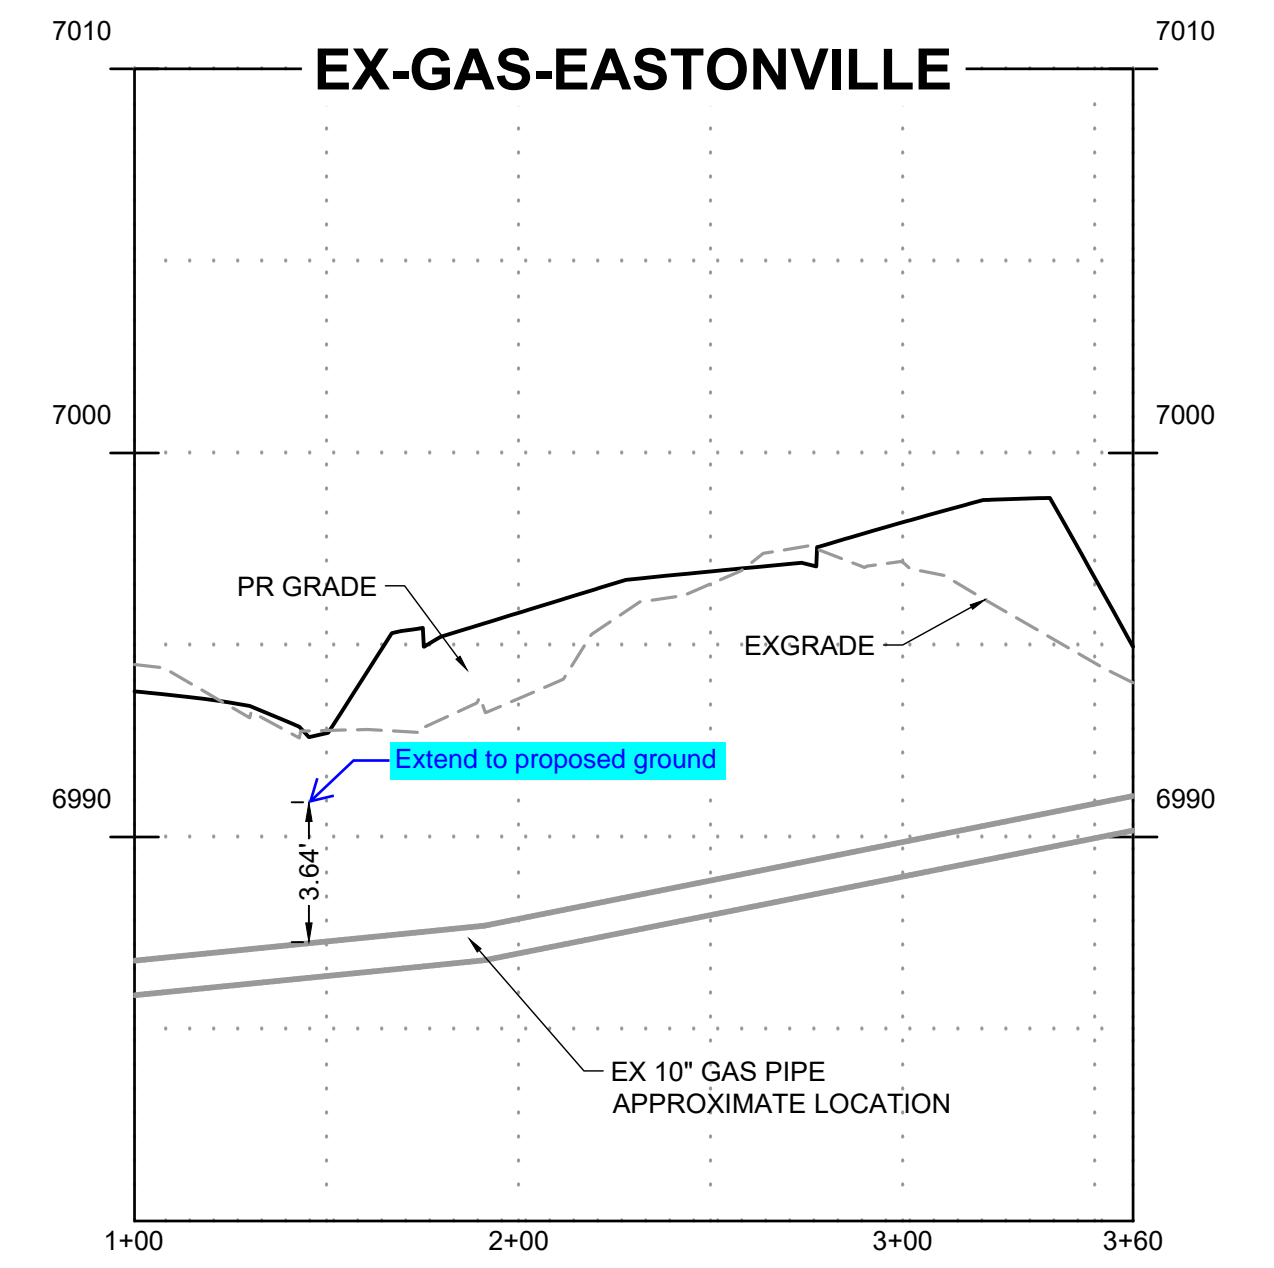 7010
7010
EX-GAS-EASTONVILLE
7000
7000
PR GRADE
EXGRADE
Extend to proposed ground
6990
6990
3.64'
EX 10" GAS PIPE
APPROXIMATE LOCATION
1+00
2+00
3+00
3+60